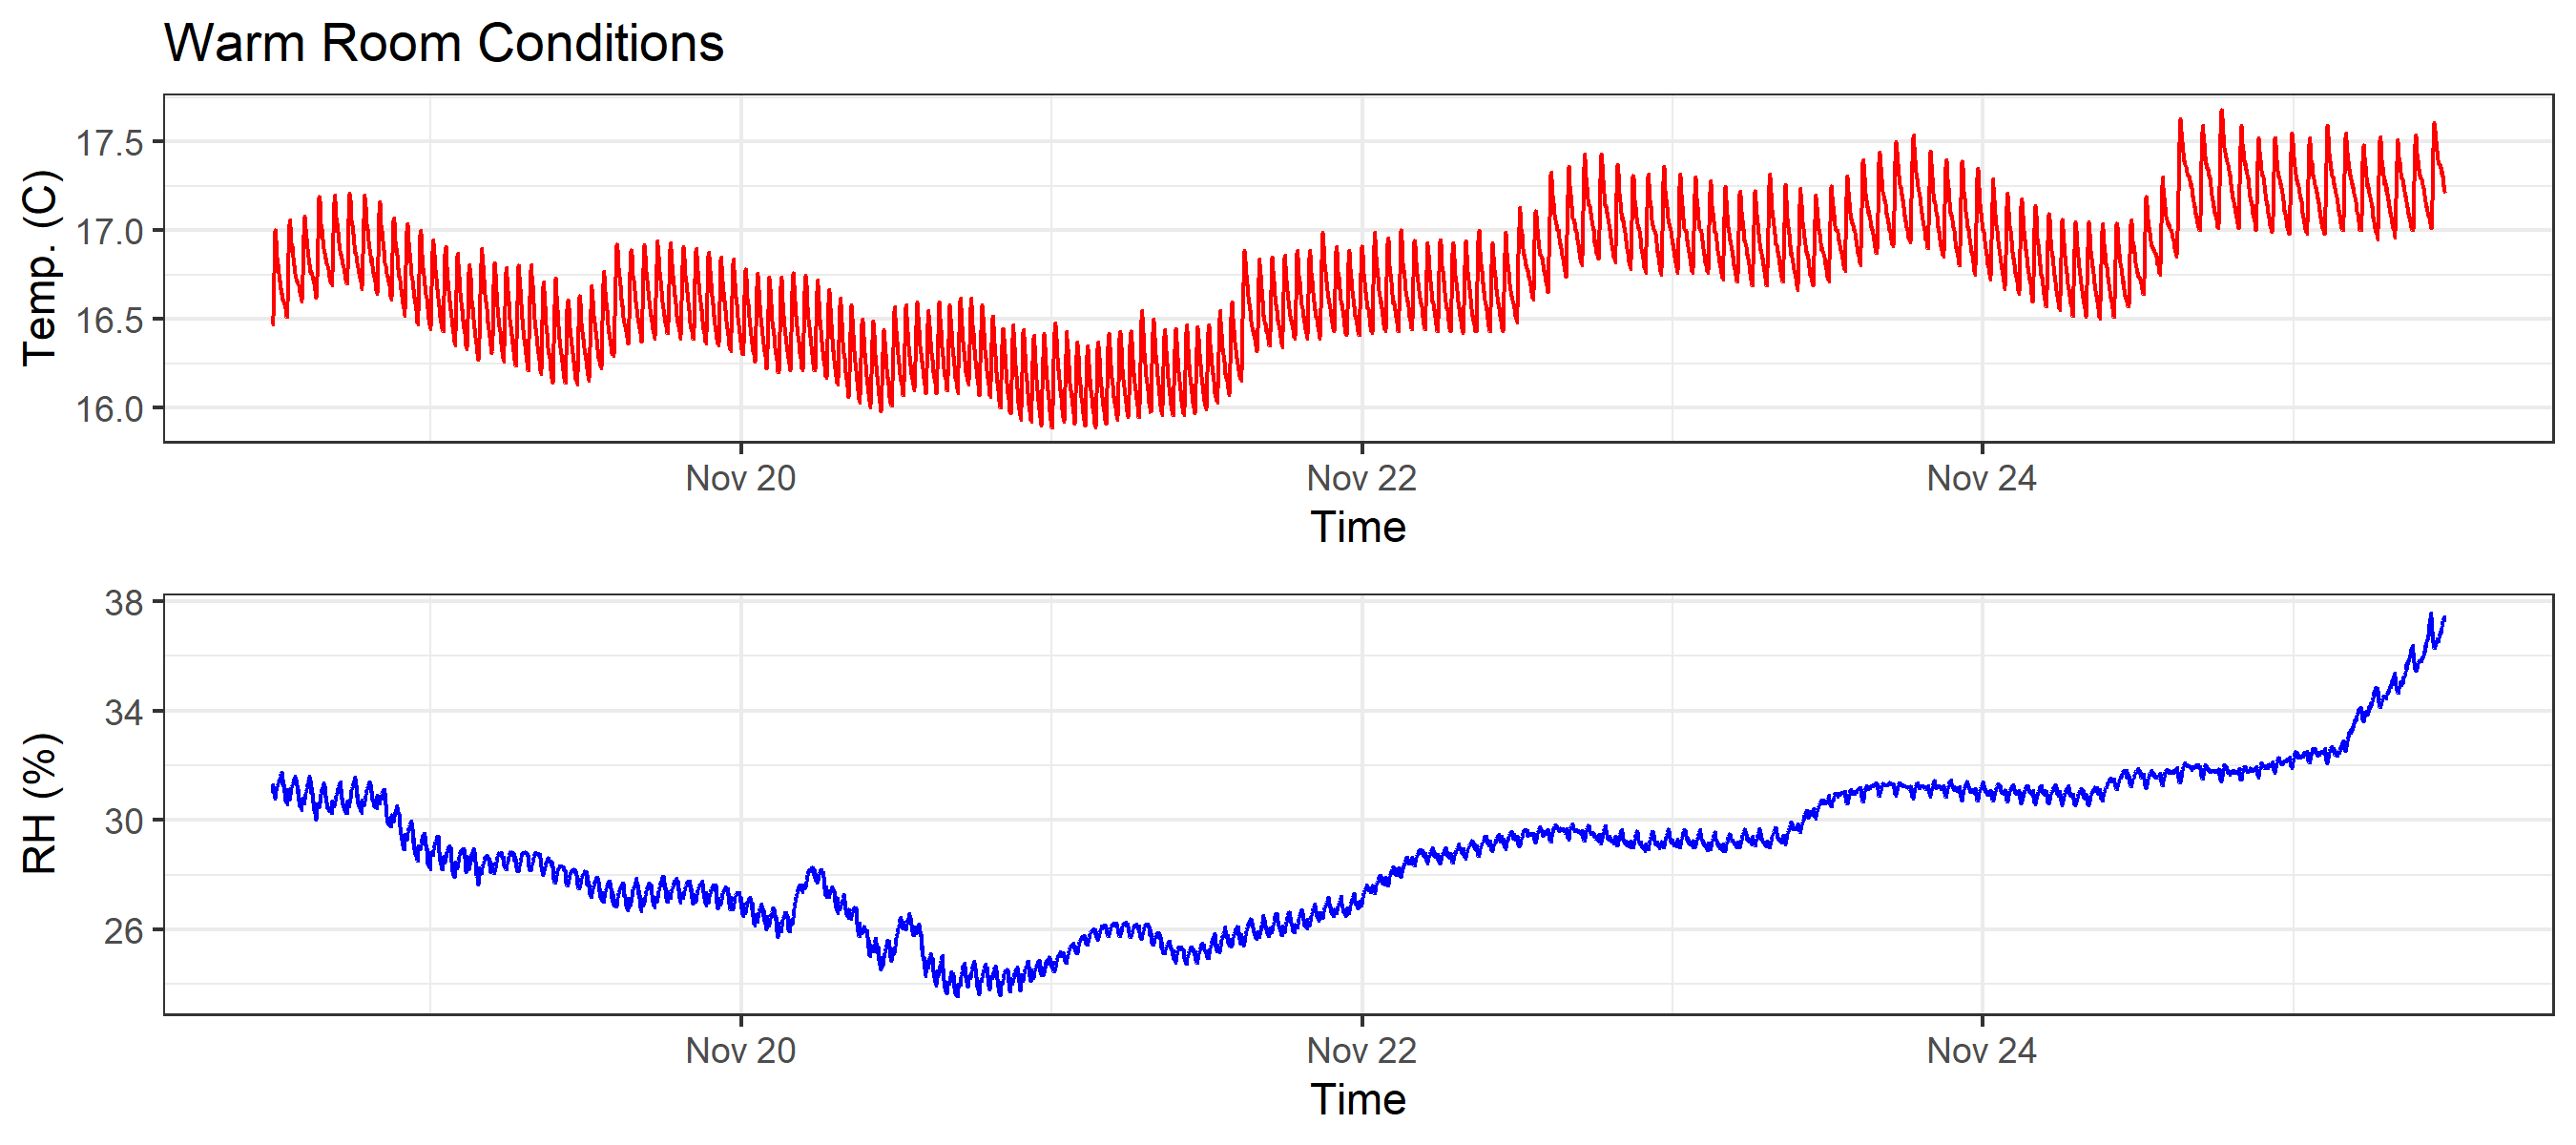 Warm Room Conditions
Temp. (C)
17.5
17.0
16.5
16.0
Nov 20 Nov 22 Nov 24
Time
RH (%)
38
34
30
26
Nov 20 Nov 22 Nov 24
Time